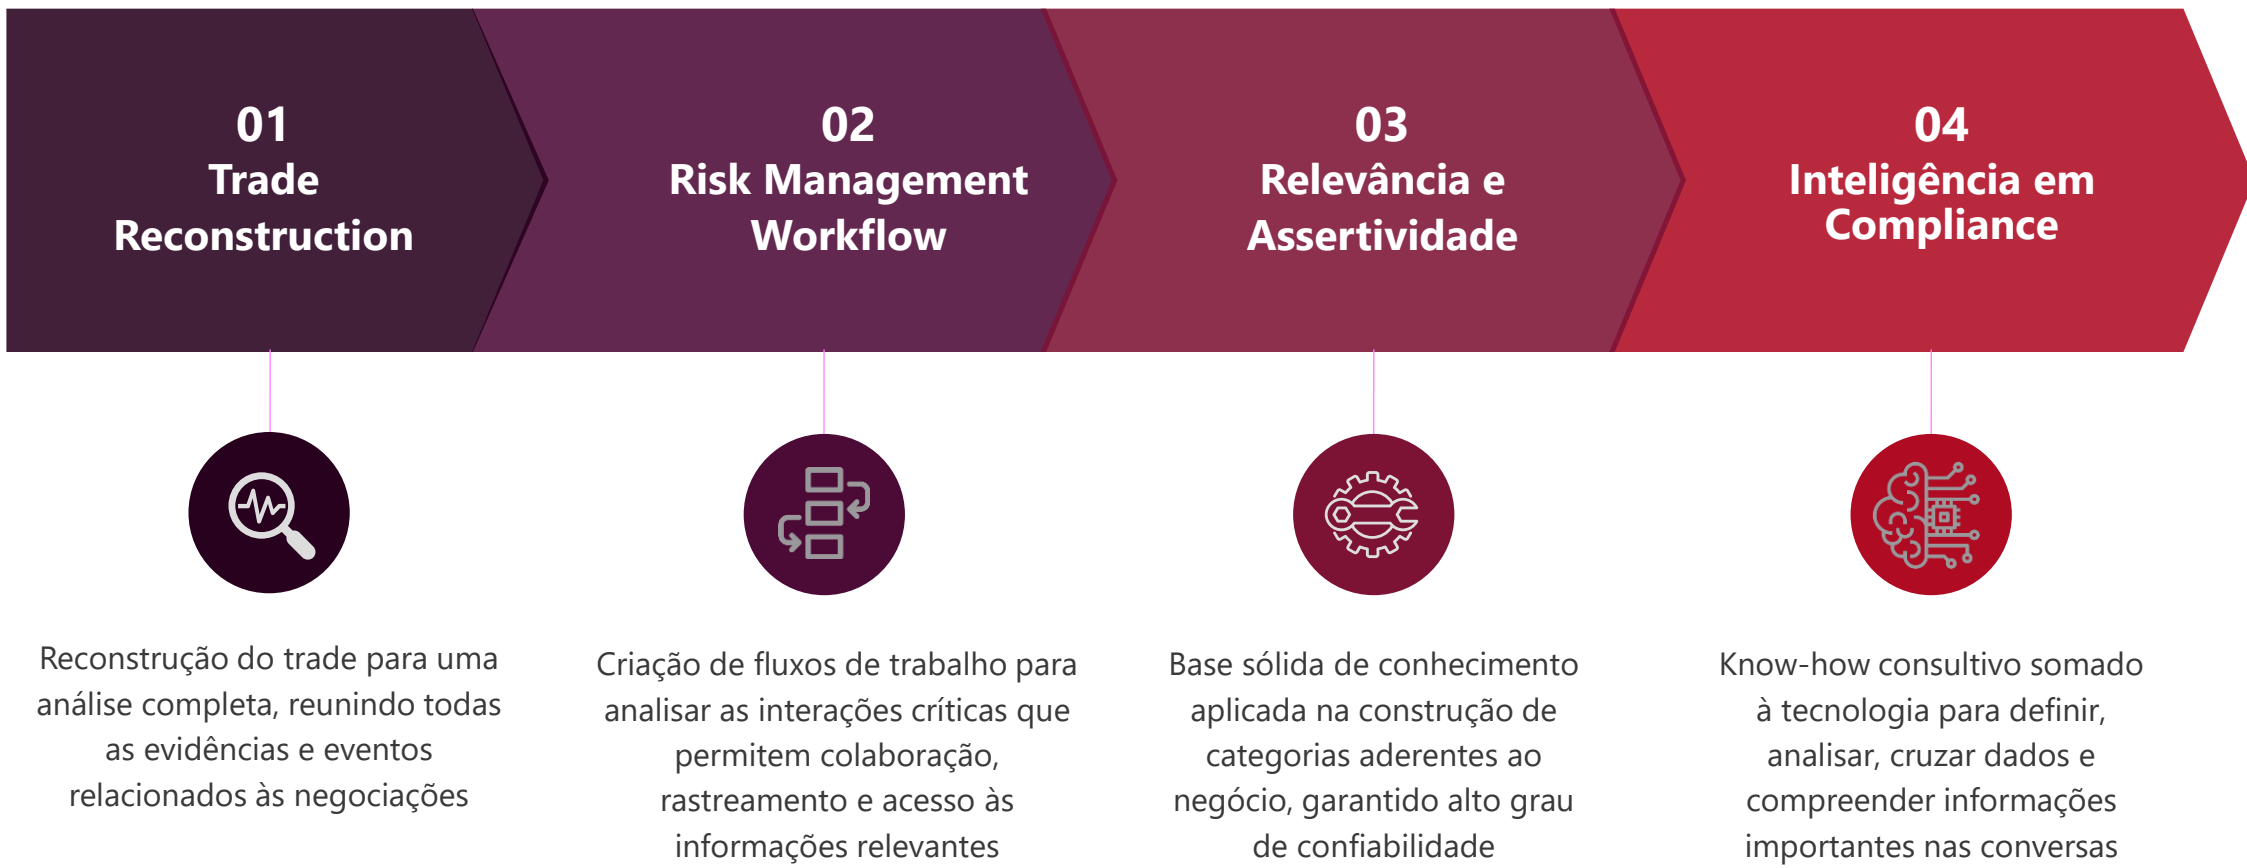 01
Trade
Reconstruction
02
Risk Management
Workflow
03
Relevância e
Assertividade
04
Inteligência em
Compliance
Reconstrução do trade para uma
análise completa, reunindo todas
as evidências e eventos
relacionados às negociações
Criação de fluxos de trabalho para
analisar as interações críticas que
permitem colaboração,
rastreamento e acesso às
informações relevantes
Base sólida de conhecimento
aplicada na construção de
categorias aderentes ao
negócio, garantido alto grau
de confiabilidade
Know-how consultivo somado
à tecnologia para definir,
analisar, cruzar dados e
compreender informações
importantes nas conversas